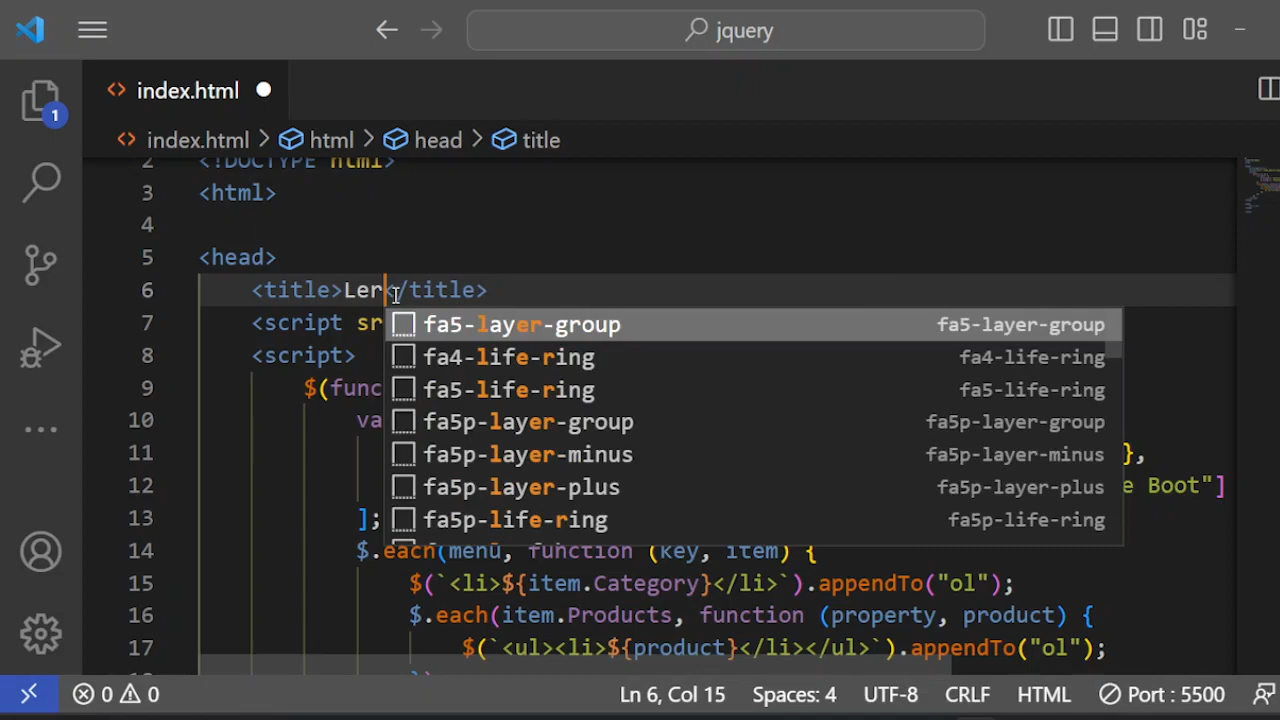 jquery
1
index.html
index.html > html > head > title
2 <!DOCTYPE html>
3 <html>
4
5 <head>
6 <title>Ler</title>
7 <script sr
8 <script>
9 $(func
10 va
11 },
12 e Boot"]
13 ];
14 $.each(menu, function (key, item) {
15 $(`<li>${item.Category}</li>`).appendTo("ol");
16 $.each(item.Products, function (property, product) {
17 $(`<ul><li>${product}</li></ul>`).appendTo("ol");
fa5-layer-group fa5-layer-group
fa4-life-ring fa4-life-ring
fa5-life-ring fa5-life-ring
fa5p-layer-group fa5p-layer-group
fa5p-layer-minus fa5p-layer-minus
fa5p-layer-plus fa5p-layer-plus
fa5p-life-ring fa5p-life-ring
0 0 Ln 6, Col 15 Spaces: 4 UTF-8 CRLF HTML Port : 5500